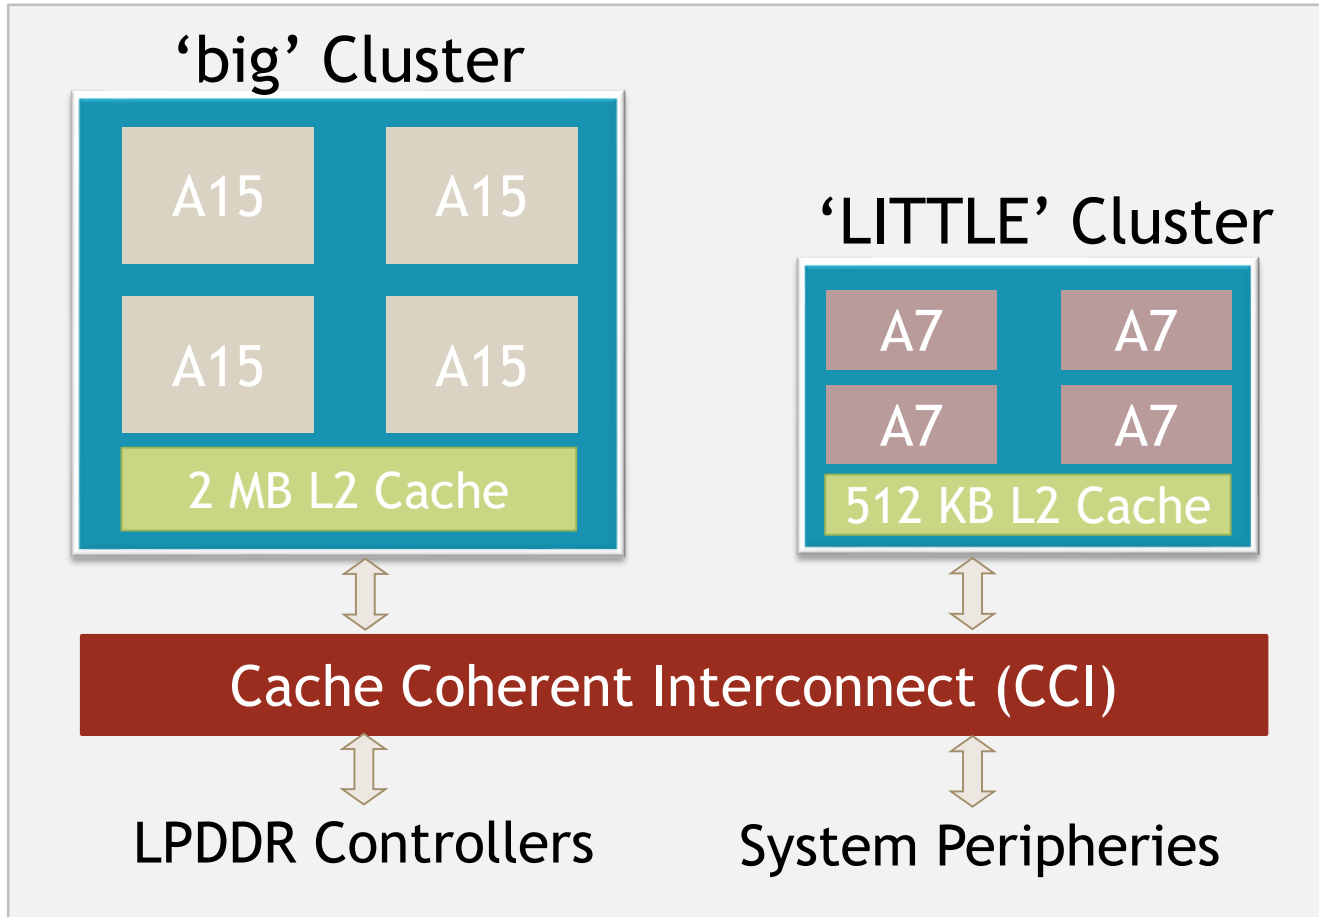 ‘big’ Cluster
A15
A15
A15
A15
2 MB L2 Cache
‘LITTLE’ Cluster
A7
A7
A7
A7
512 KB L2 Cache
Cache Coherent Interconnect (CCI)
LPDDR Controllers
System Peripheries